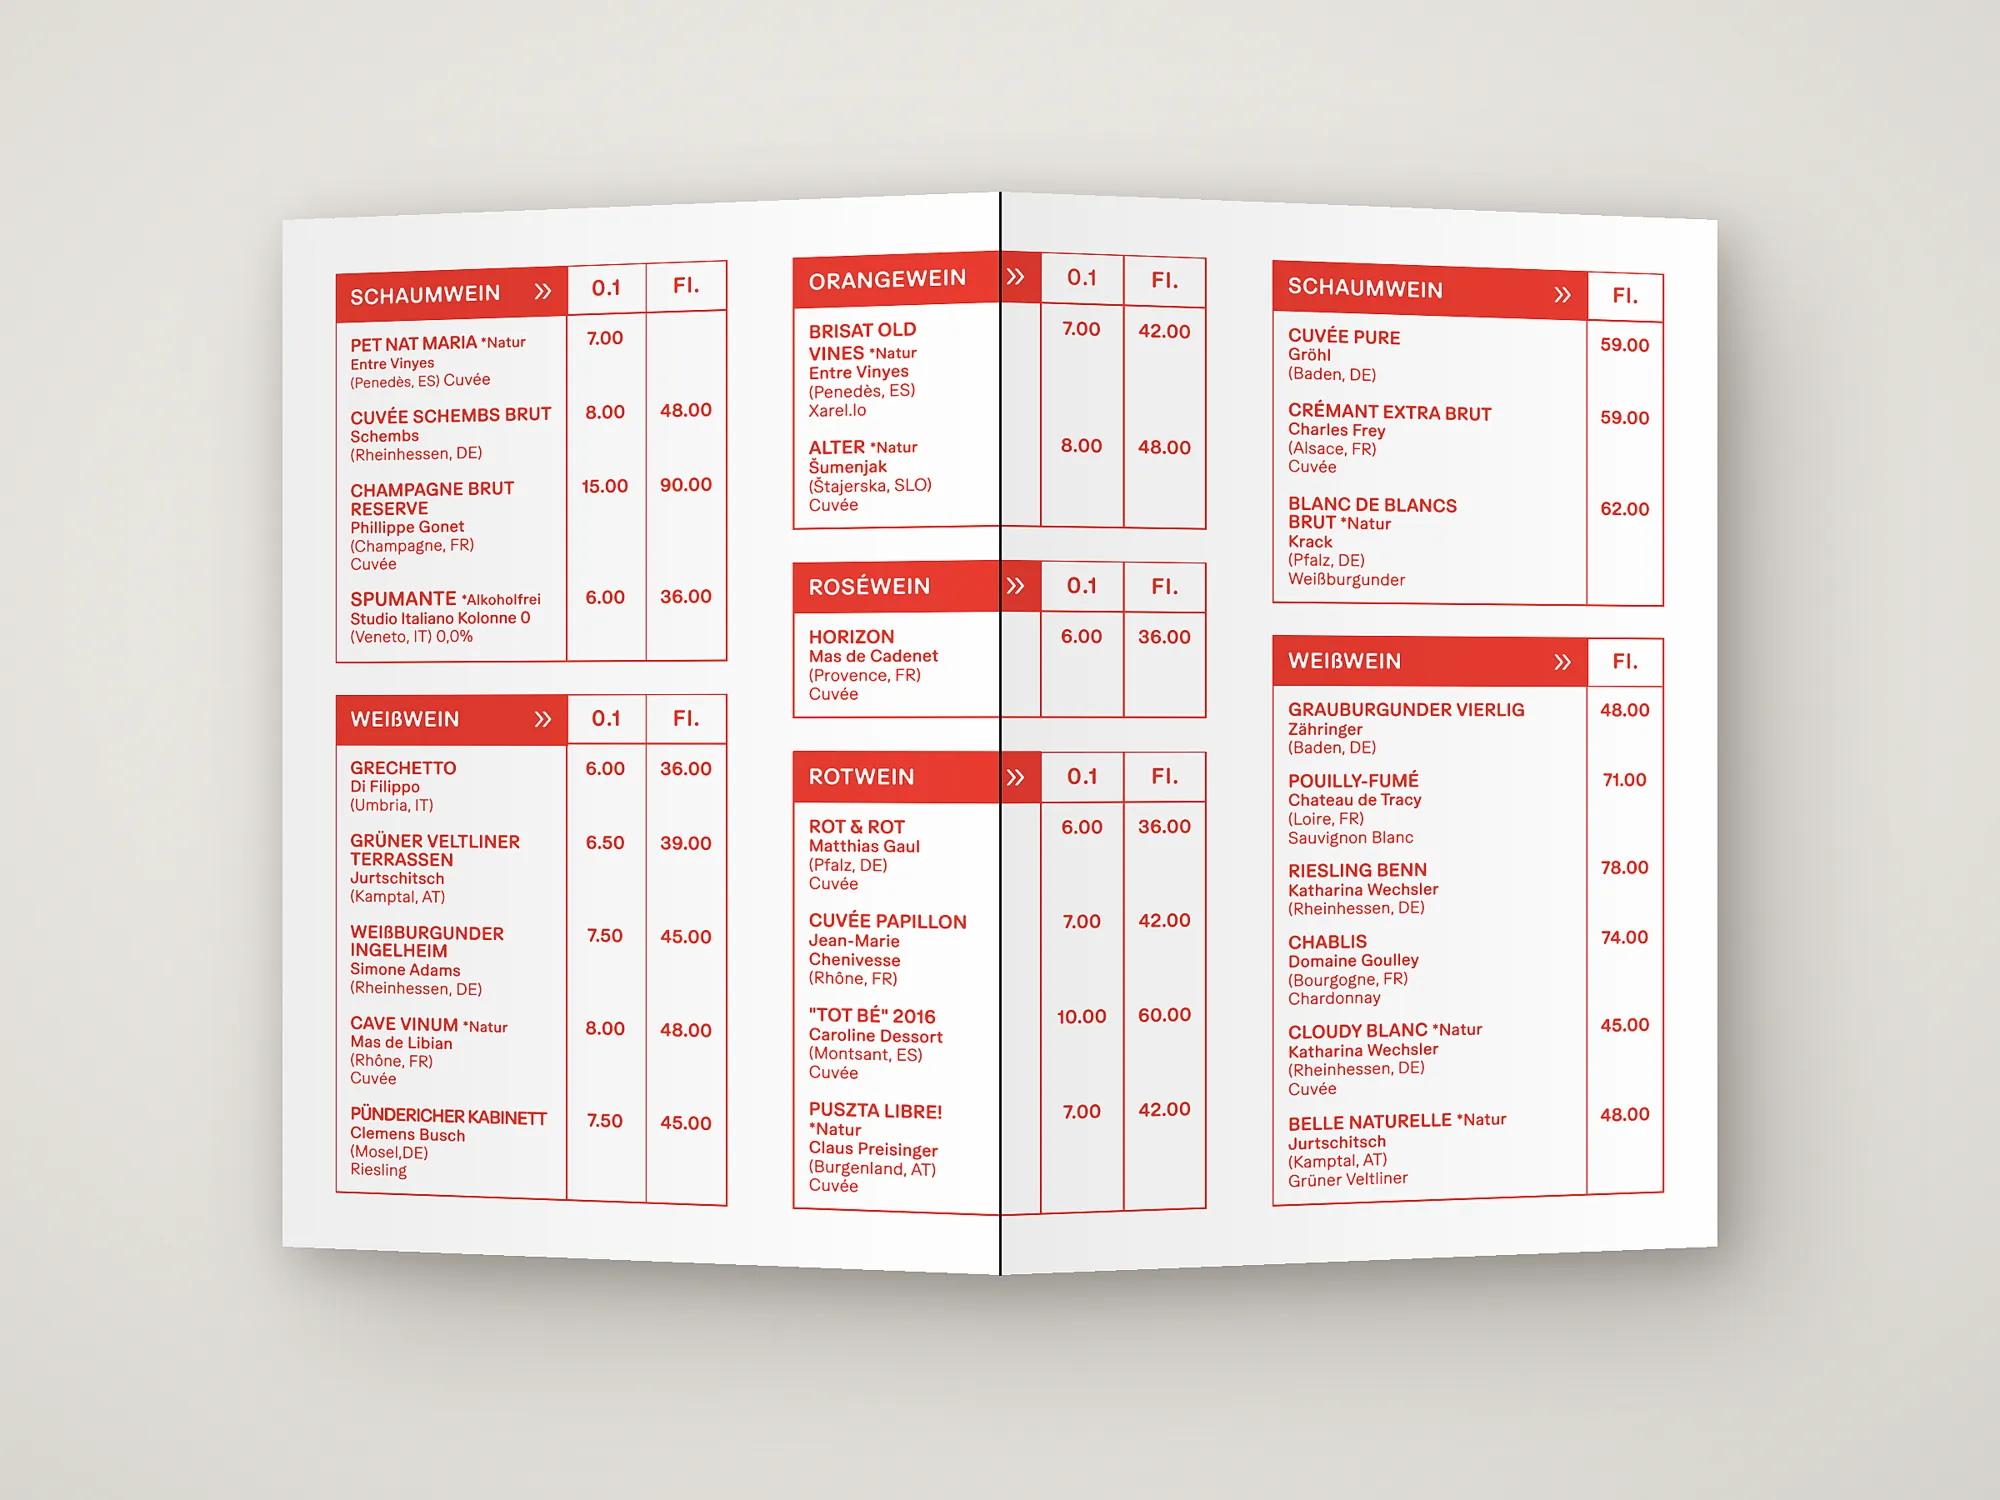 SCHAUMWEIN » 0.1 Fl.
PET NAT MARIA *Natur 7.00
Entre Vinyes
(Penedès, ES) Cuvée
CUVÉE SCHEMBS BRUT 8.00 48.00
Schembs
(Rheinhessen, DE)
CHAMPAGNE BRUT 15.00 90.00
RESERVE
Phillippe Gonet
(Champagne, FR)
Cuvée
SPUMANTE *Alkoholfrei 6.00 36.00
Studio Italiano Kolonne 0
(Veneto, IT) 0,0%
WEIßWEIN » 0.1 Fl.
GRECHETTO 6.00 36.00
Di Filippo
(Umbria, IT)
GRÜNER VELTLINER 6.50 39.00
TERRASSEN
Jurtschitsch
(Kamptal, AT)
WEIßBURGUNDER 7.50 45.00
INGELHEIM
Simone Adams
(Rheinhessen, DE)
CAVE VINUM *Natur 8.00 48.00
Mas de Libian
(Rhône, FR)
Cuvée
PÜNDERICHER KABINETT 7.50 45.00
Clemens Busch
(Mosel,DE)
Riesling
ORANGEWEIN » 0.1 Fl.
BRISAT OLD 7.00 42.00
VINES *Natur
Entre Vinyes
(Penedès, ES)
Xarel.lo
ALTER *Natur 8.00 48.00
Šumenjak
(Štajerska, SLO)
Cuvée
ROSÉWEIN » 0.1 Fl.
HORIZON 6.00 36.00
Mas de Cadenet
(Provence, FR)
Cuvée
ROTWEIN » 0.1 Fl.
ROT & ROT 6.00 36.00
Matthias Gaul
(Pfalz, DE)
Cuvée
CUVÉE PAPILLON 7.00 42.00
Jean-Marie
Chenivesse
(Rhône, FR)
"TOT BÉ" 2016 10.00 60.00
Caroline Dessort
(Montsant, ES)
Cuvée
PUSZTA LIBRE! 7.00 42.00
*Natur
Claus Preisinger
(Burgenland, AT)
Cuvée
SCHAUMWEIN » Fl.
CUVÉE PURE 59.00
Gröhl
(Baden, DE)
CRÉMANT EXTRA BRUT 59.00
Charles Frey
(Alsace, FR)
Cuvée
BLANC DE BLANCS 62.00
BRUT *Natur
Krack
(Pfalz, DE)
Weißburgunder
WEIßWEIN » Fl.
GRAUBURGUNDER VIERLIG 48.00
Zähringer
(Baden, DE)
POUILLY-FUMÉ 71.00
Chateau de Tracy
(Loire, FR)
Sauvignon Blanc
RIESLING BENN 78.00
Katharina Wechsler
(Rheinhessen, DE)
CHABLIS 74.00
Domaine Goulley
(Bourgogne, FR)
Chardonnay
CLOUDY BLANC *Natur 45.00
Katharina Wechsler
(Rheinhessen, DE)
Cuvée
BELLE NATURELLE *Natur 48.00
Jurtschitsch
(Kamptal, AT)
Grüner Veltliner